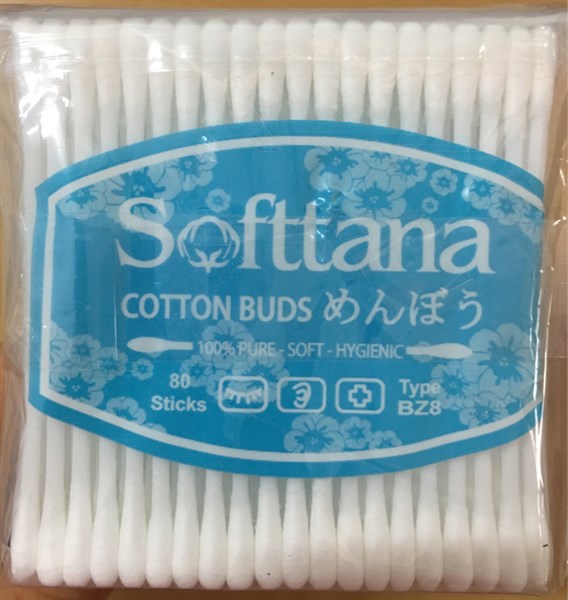 Softtana
COTTON BUDS めんぼう
100% PURE - SOFT - HYGIENIC
80 Sticks
Type BZ8